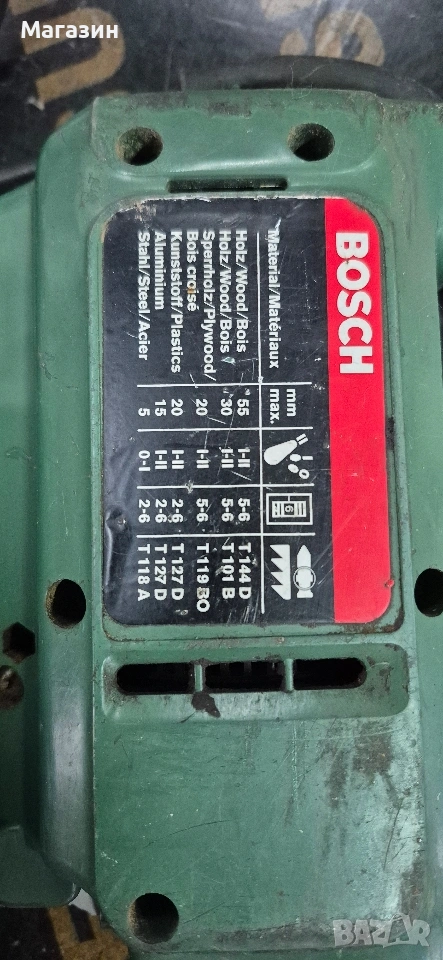 Магазин
BOSCH
Material/Matériaux mm max. 6
Holz/Wood/Bois 55 I-II 5-6 T 144 D
Holz/Wood/Bois 30 I-II 5-6 T 101 B
Sperrholz/Plywood/
Bois croisé 20 I-II 5-6 T 119 BO
Kunststoff/Plastics 20 I-II 2-6 T 127 D
Aluminium 15 I-II 2-6 T 127 D
Stahl/Steel/Acier 5 0-I 2-6 T 118 A
BAZAR